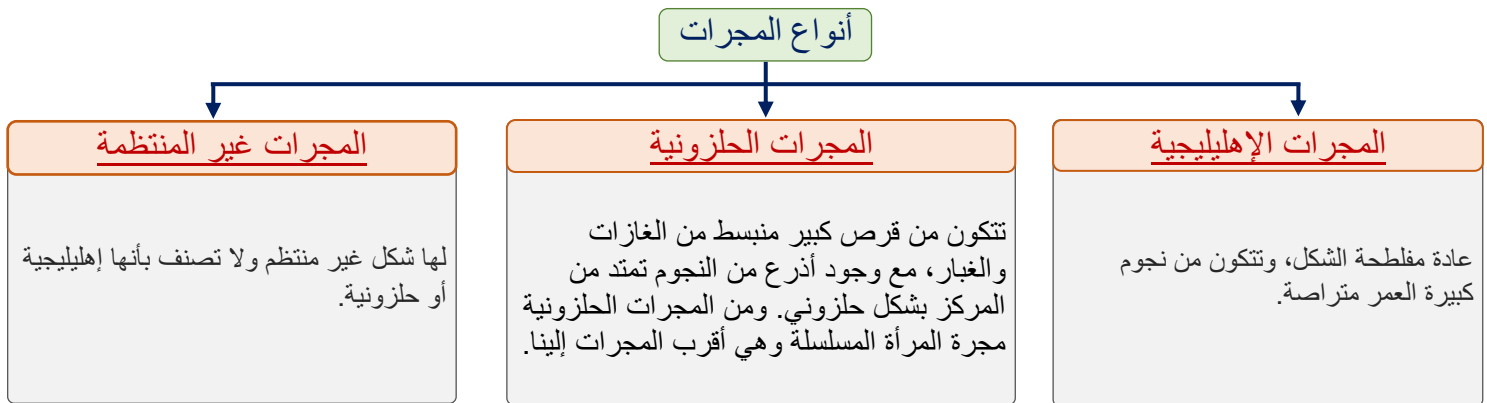 أنواع المجرات
المجرات الإهليليجية
عادة مفلطحة الشكل، وتتكون من نجوم
كبيرة العمر متراصة.
المجرات الحلزونية
تتكون من قرص كبير منبسط من الغازات
والغبار، مع وجود أذرع من النجوم تمتد من
المركز بشكل حلزوني. ومن المجرات الحلزونية
مجرة المرأة المسلسلة وهي أقرب المجرات إلينا.
المجرات غير المنتظمة
لها شكل غير منتظم ولا تصنف بأنها إهليليجية
أو حلزونية.